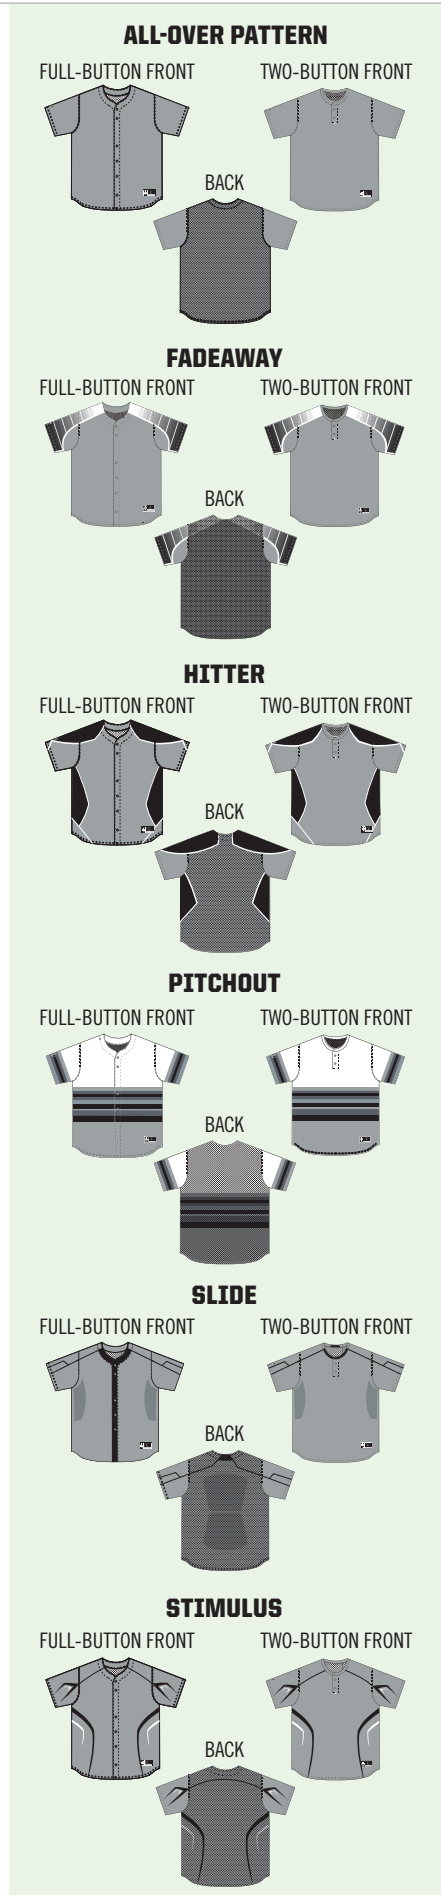 ALL-OVER PATTERN
FULL-BUTTON FRONT TWO-BUTTON FRONT
BACK
FADEAWAY
FULL-BUTTON FRONT TWO-BUTTON FRONT
BACK
HITTER
FULL-BUTTON FRONT TWO-BUTTON FRONT
BACK
PITCHOUT
FULL-BUTTON FRONT TWO-BUTTON FRONT
BACK
SLIDE
FULL-BUTTON FRONT TWO-BUTTON FRONT
BACK
STIMULUS
FULL-BUTTON FRONT TWO-BUTTON FRONT
BACK